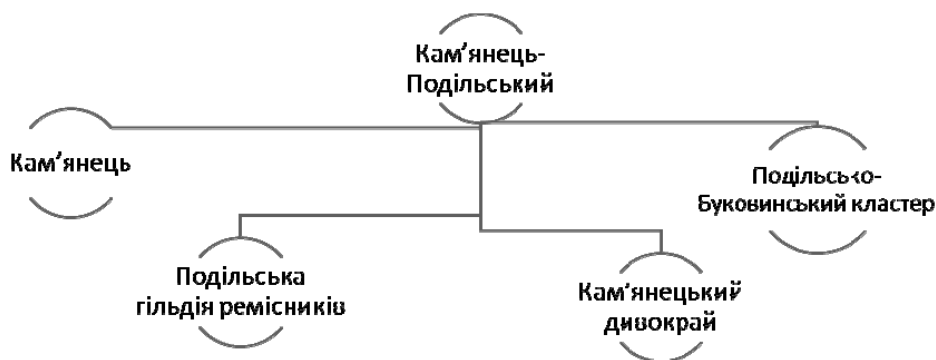 Кам’янець-
Подільський
Кам’янець
Подільсько-
Буковинський кластер
Подільська
гільдія ремісників
Кам’янецький
дивокрай